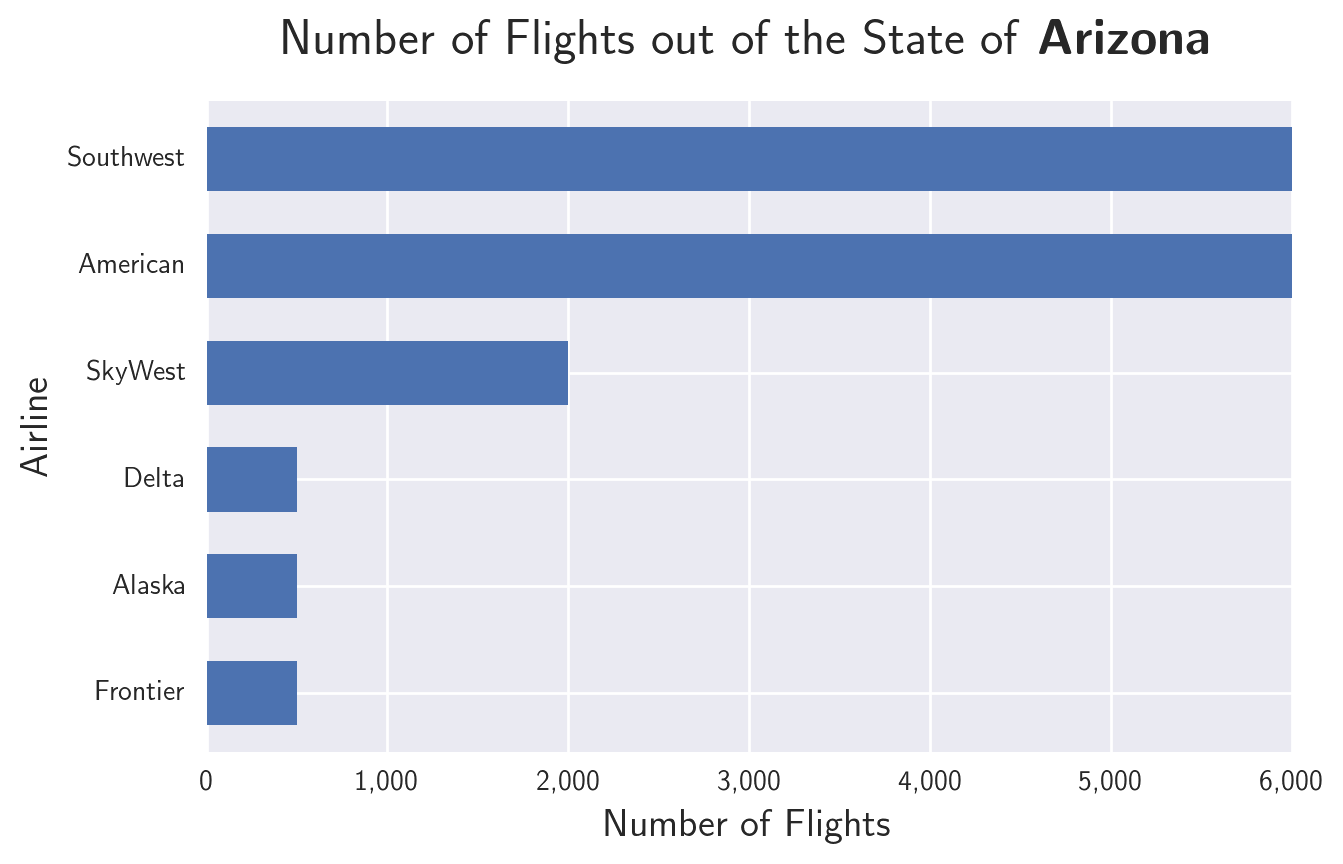 Number of Flights out of the State of Arizona
Southwest
American
SkyWest
Delta
Alaska
Frontier
Airline
0 1,000 2,000 3,000 4,000 5,000 6,000
Number of Flights